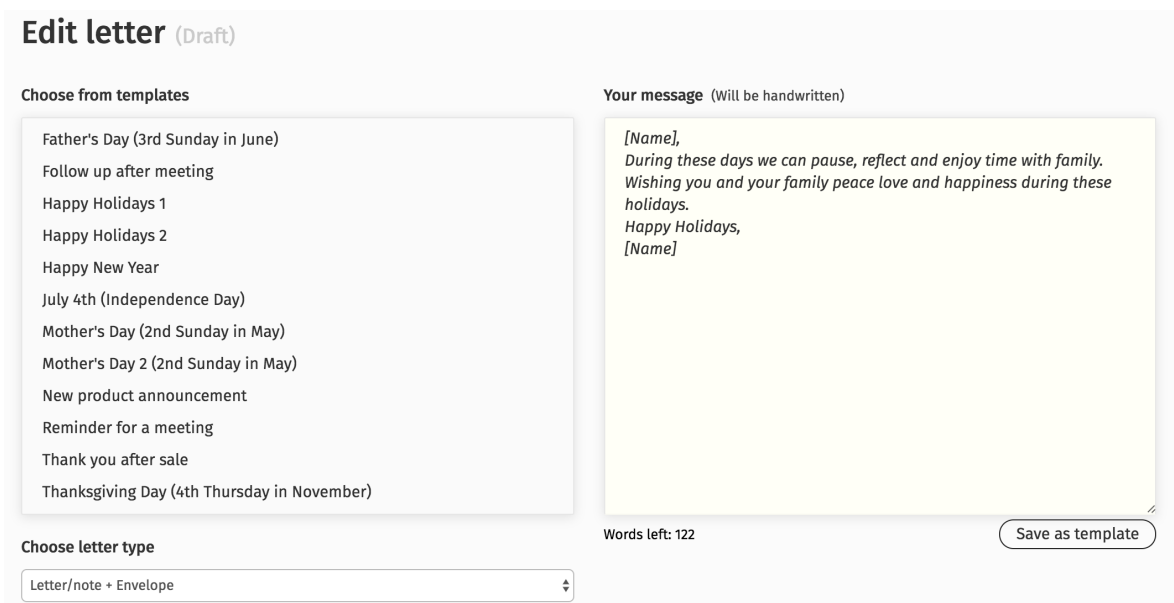 Edit letter (Draft)
Choose from templates
Father's Day (3rd Sunday in June)
Follow up after meeting
Happy Holidays 1
Happy Holidays 2
Happy New Year
July 4th (Independence Day)
Mother's Day (2nd Sunday in May)
Mother's Day 2 (2nd Sunday in May)
New product announcement
Reminder for a meeting
Thank you after sale
Thanksgiving Day (4th Thursday in November)
Choose letter type
Letter/note + Envelope
Your message (Will be handwritten)
[Name],
During these days we can pause, reflect and enjoy time with family.
Wishing you and your family peace love and happiness during these
holidays.
Happy Holidays,
[Name]
Words left: 122
Save as template